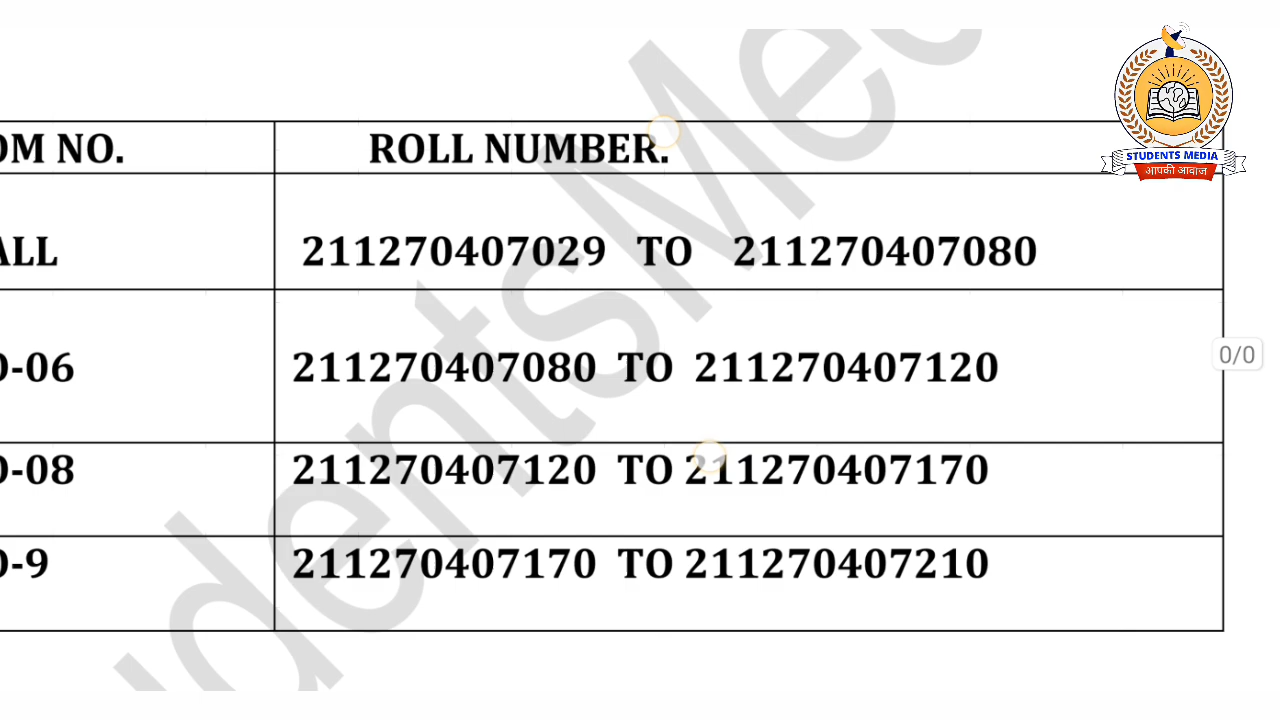 OM NO. ROLL NUMBER.
ALL 211270407029 TO 211270407080
0-06 211270407080 TO 211270407120
0-08 211270407120 TO 211270407170
0-9 211270407170 TO 211270407210
0/0
STUDENTS MEDIA
आपकी आवाज
udentsMed